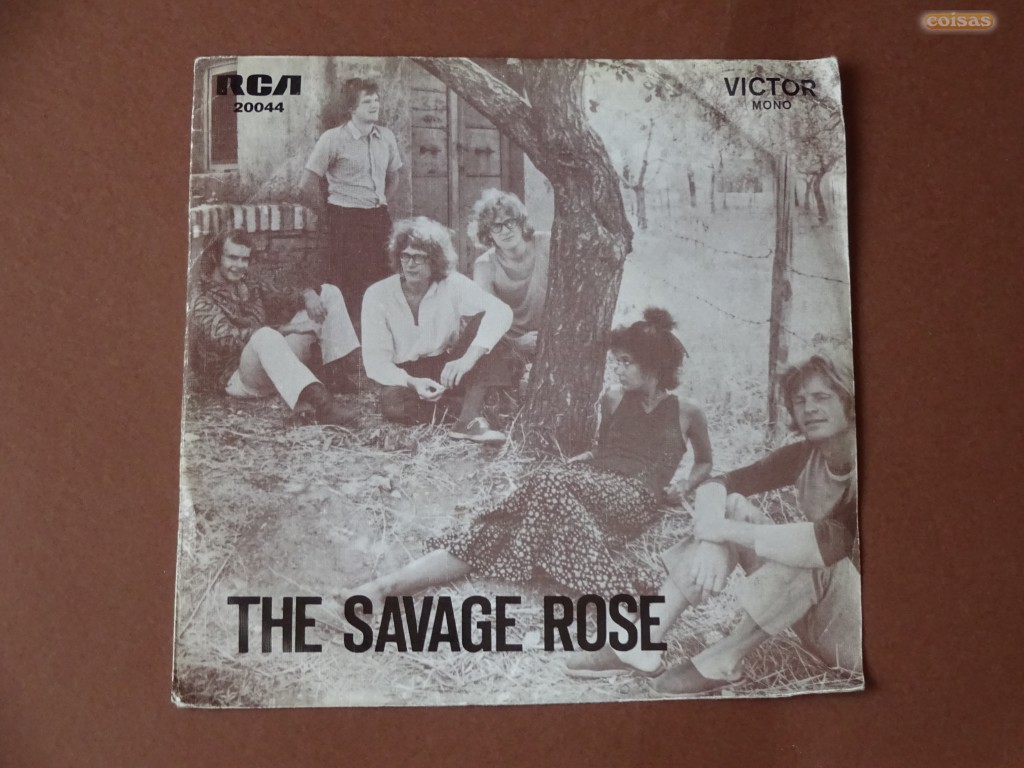 coisas
RCA
20044
VICTOR
MONO
THE SAVAGE ROSE